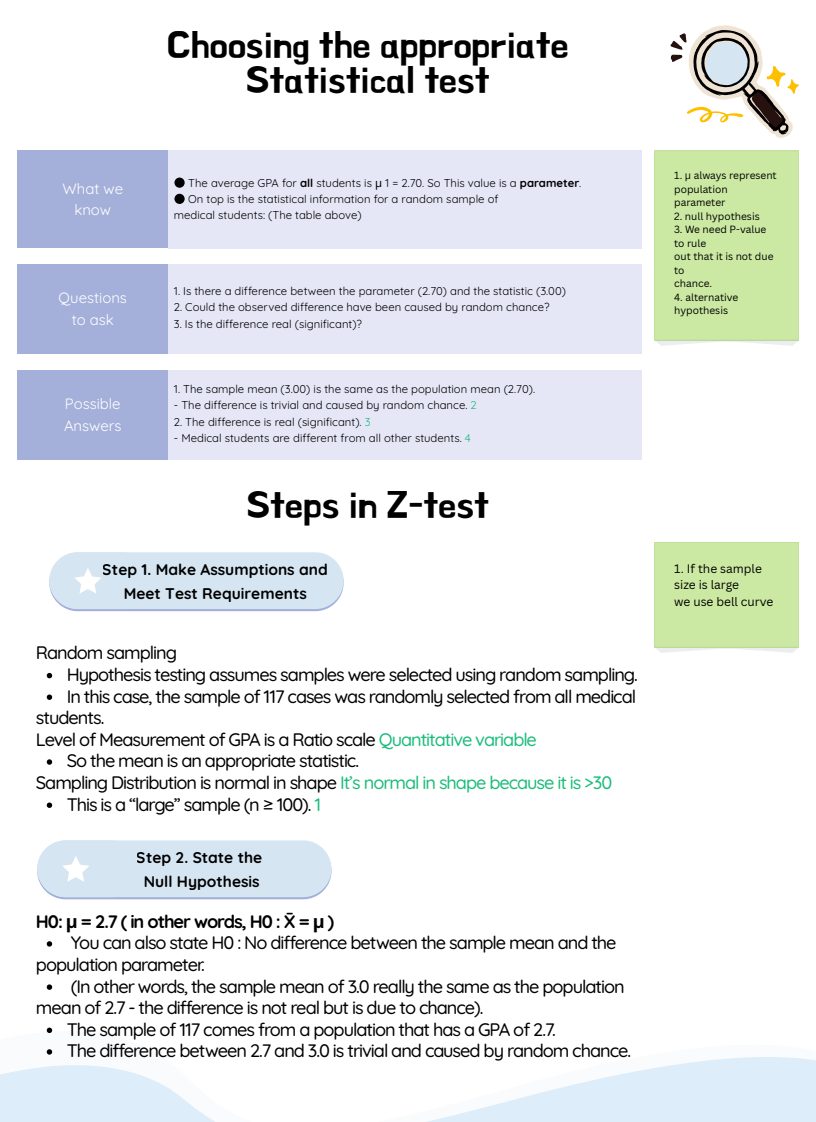 Choosing the appropriate
Statistical test
What we
know
● The average GPA for all students is μ 1 = 2.70. So This value is a parameter.
● On top is the statistical information for a random sample of
medical students: (The table above)
1. μ always represent
population
parameter
2. null hypothesis
3. We need P-value
to rule
out that it is not due
to
chance.
4. alternative
hypothesis
Questions
to ask
1. Is there a difference between the parameter (2.70) and the statistic (3.00)
2. Could the observed difference have been caused by random chance?
3. Is the difference real (significant)?
Possible
Answers
1. The sample mean (3.00) is the same as the population mean (2.70).
- The difference is trivial and caused by random chance. 2
2. The difference is real (significant). 3
- Medical students are different from all other students. 4
Steps in Z-test
Step 1. Make Assumptions and
Meet Test Requirements
1. If the sample
size is large
we use bell curve
Random sampling
• Hypothesis testing assumes samples were selected using random sampling.
• In this case, the sample of 117 cases was randomly selected from all medical
students.
Level of Measurement of GPA is a Ratio scale Quantitative variable
• So the mean is an appropriate statistic.
Sampling Distribution is normal in shape It's normal in shape because it is >30
• This is a “large” sample (n ≥ 100). 1
Step 2. State the
Null Hypothesis
H0: μ = 2.7 ( in other words, H0 : X̄ = μ )
• You can also state H0 : No difference between the sample mean and the
population parameter.
• (In other words, the sample mean of 3.0 really the same as the population
mean of 2.7 - the difference is not real but is due to chance).
• The sample of 117 comes from a population that has a GPA of 2.7.
• The difference between 2.7 and 3.0 is trivial and caused by random chance.